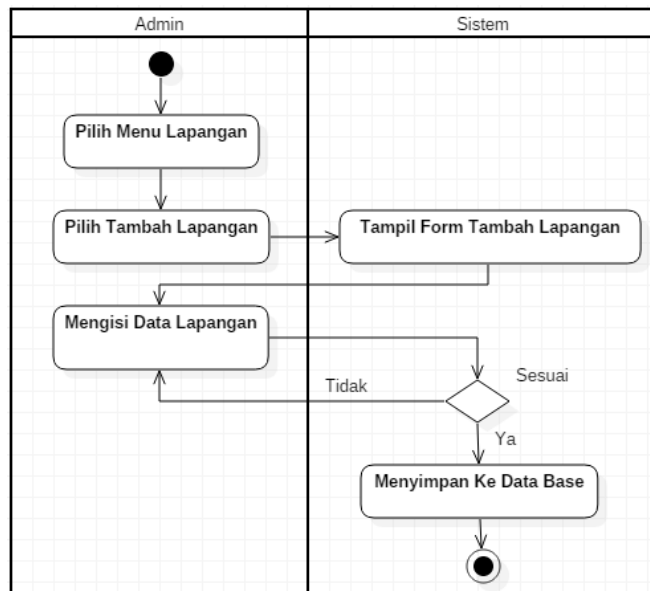 Admin
Sistem
Pilih Menu Lapangan
Pilih Tambah Lapangan
Tampil Form Tambah Lapangan
Mengisi Data Lapangan
Sesuai
Tidak
Ya
Menyimpan Ke Data Base